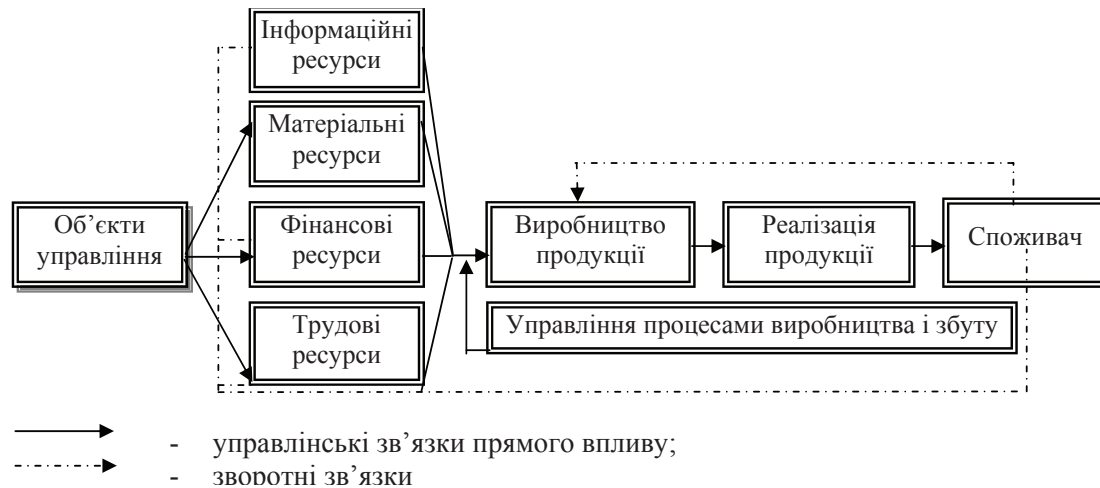 Інформаційні
ресурси
Матеріальні
ресурси
Об’єкти
управління
Фінансові
ресурси
Виробництво
продукції
Реалізація
продукції
Споживач
Трудові
ресурси
Управління процесами виробництва і збуту
- управлінські зв’язки прямого впливу;
- зворотні зв’язки